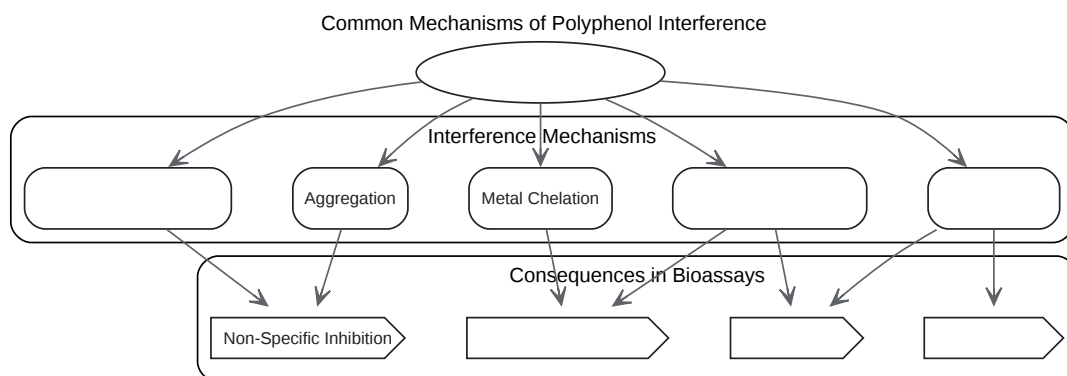 Common Mechanisms of Polyphenol Interference
Interference Mechanisms
Aggregation
Metal Chelation
Consequences in Bioassays
Non-Specific Inhibition